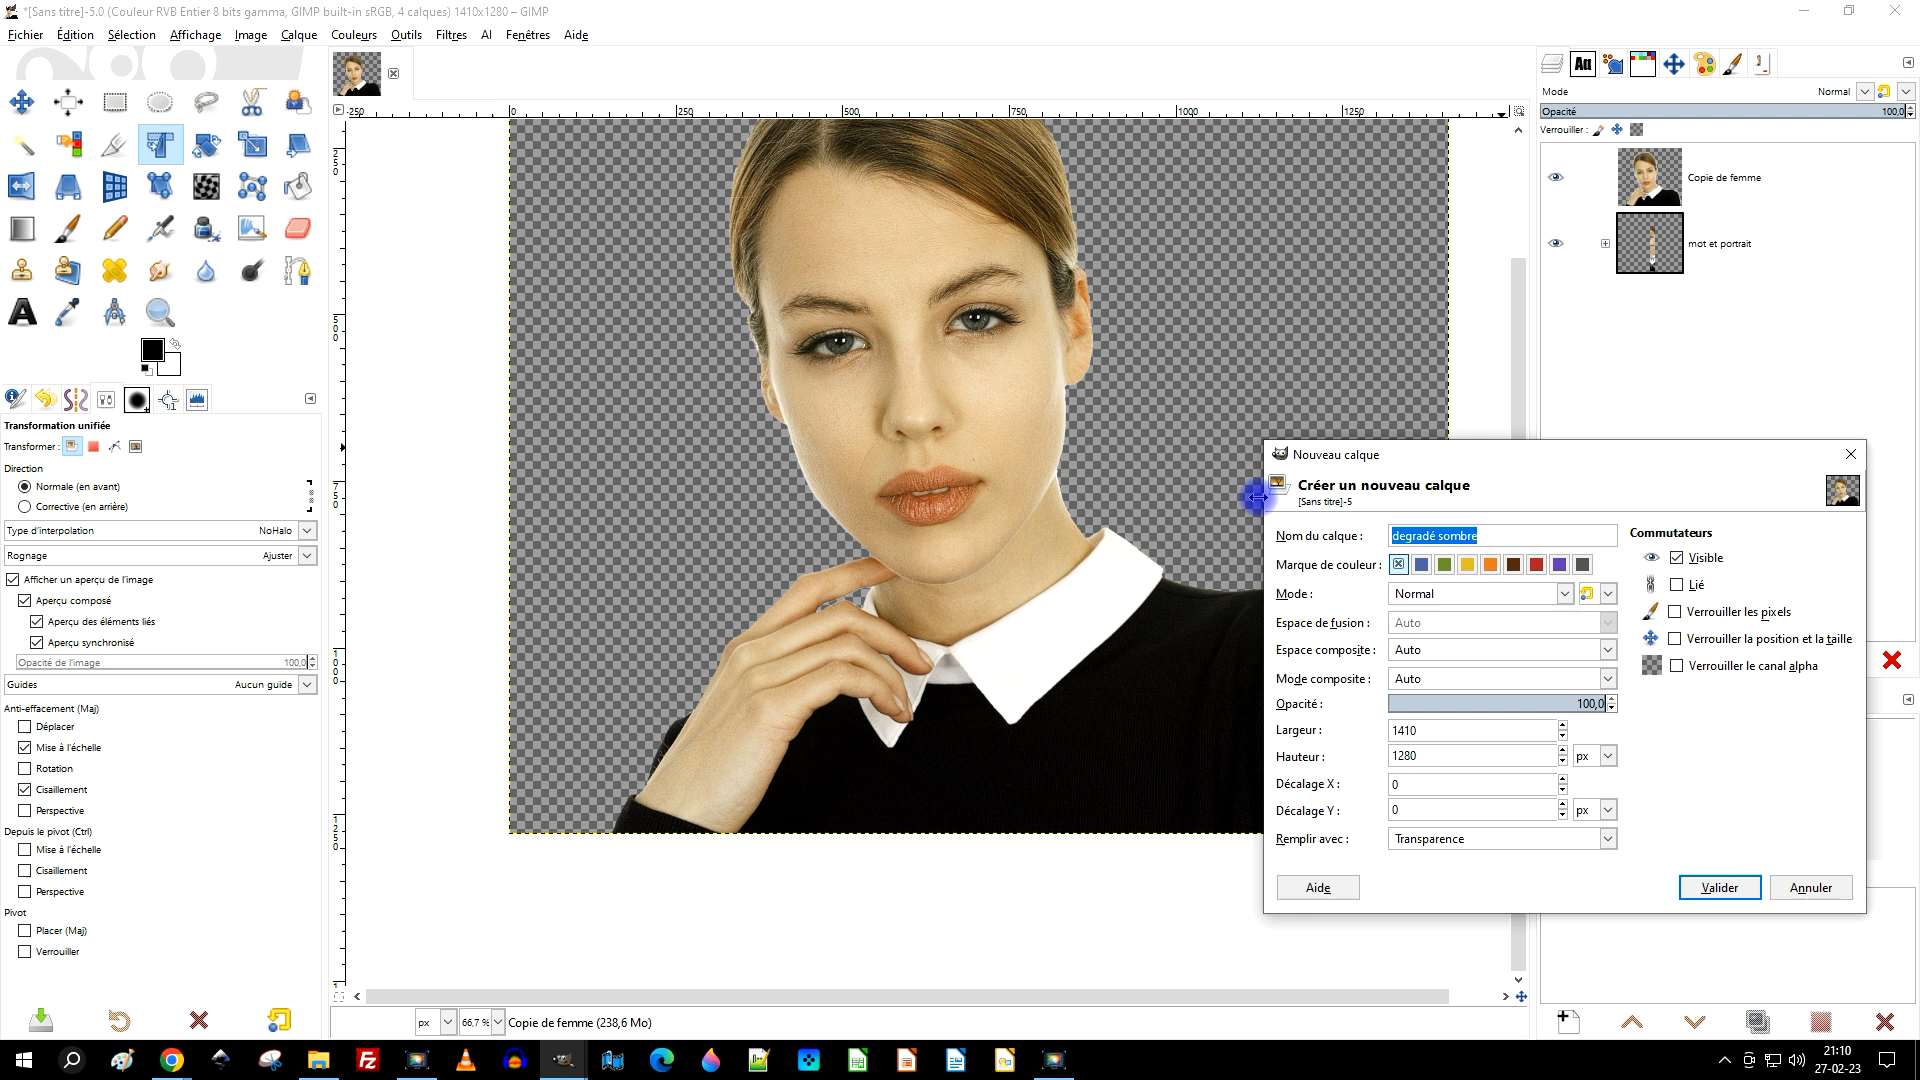 *[Sans titre]-5.0 (Couleur RVB Entier 8 bits gamma, GIMP built-in sRGB, 4 calques) 1410x1280 – GIMP
Fichier Édition Sélection Affichage Image Calque Couleurs Outils Filtres AI Fenêtres Aide
-250 0 250 500 750 1000 1250
Mode Normal
Opacité 100,0
Verrouiller :
Copie de femme
mot et portrait
Transformation unifiée
Transformer :
Direction
Normale (en avant)
Corrective (en arrière)
Type d'interpolation NoHalo
Rognage Ajuster
Afficher un aperçu de l'image
Aperçu composé
Aperçu des éléments liés
Aperçu synchronisé
Opacité de l'image 100,0
Guides Aucun guide
Anti-effacement (Maj)
Déplacer
Mise à l'échelle
Rotation
Cisaillement
Perspective
Depuis le pivot (Ctrl)
Mise à l'échelle
Cisaillement
Perspective
Pivot
Placer (Maj)
Verrouiller
250
500
750
1000
1250
Nouveau calque
Créer un nouveau calque
[Sans titre]-5
Nom du calque : degradé sombre
Marque de couleur :
Mode : Normal
Espace de fusion : Auto
Espace composite : Auto
Mode composite : Auto
Opacité : 100,0
Largeur : 1410
Hauteur : 1280 px
Décalage X : 0
Décalage Y : 0 px
Remplir avec : Transparence
Commutateurs
Visible
Lié
Verrouiller les pixels
Verrouiller la position et la taille
Verrouiller le canal alpha
Aide Valider Annuler
px 66,7 % Copie de femme (238,6 Mo)
21:10
27-02-23